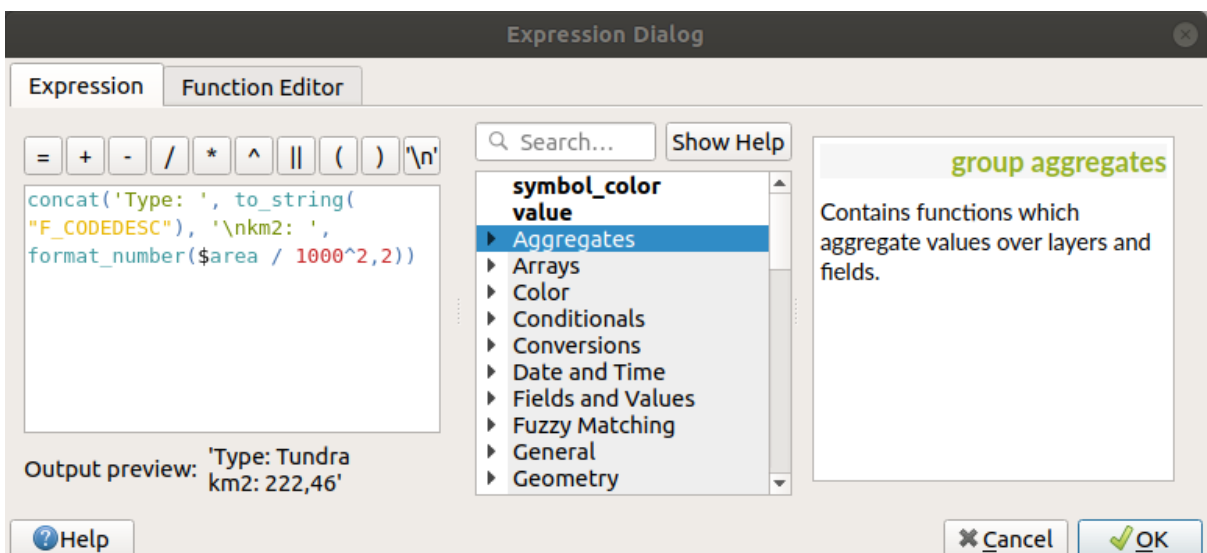 Expression Dialog
Expression
Function Editor
= + - / * ^ || ( ) '\n'
concat('Type: ', to_string(
"F_CODEDESC"), '\nkm2: ',
format_number($area / 1000^2,2))
Output preview: 'Type: Tundra
km2: 222,46'
Search...
Show Help
symbol_color
value
Aggregates
Arrays
Color
Conditionals
Conversions
Date and Time
Fields and Values
Fuzzy Matching
General
Geometry
group aggregates
Contains functions which
aggregate values over layers and
fields.
Help
Cancel
OK